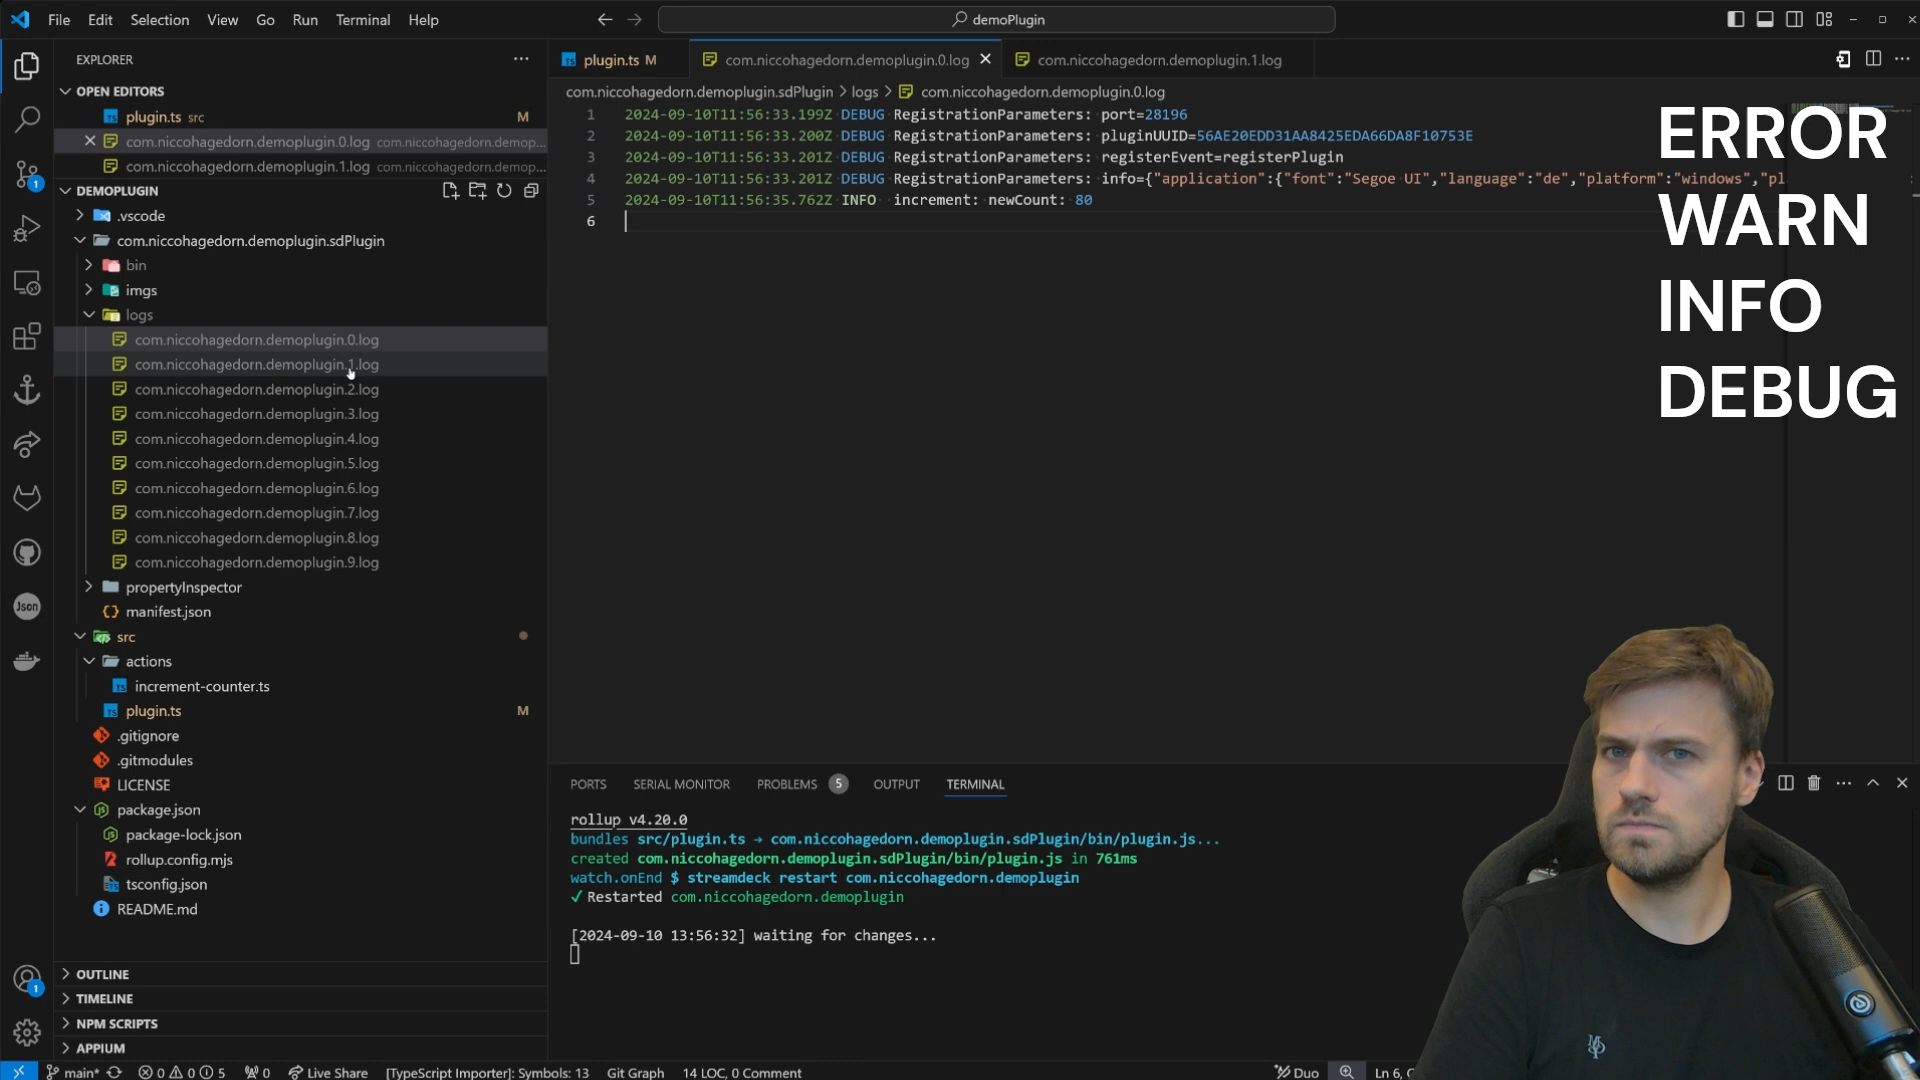 File Edit Selection View Go Run Terminal Help
demoPlugin
EXPLORER
OPEN EDITORS
plugin.ts src M
com.niccohagedorn.demoplugin.0.log com.niccohagedorn.demop...
com.niccohagedorn.demoplugin.1.log com.niccohagedorn.demop...
DEMOPLUGIN
.vscode
com.niccohagedorn.demoplugin.sdPlugin
bin
imgs
logs
com.niccohagedorn.demoplugin.0.log
com.niccohagedorn.demoplugin.1.log
com.niccohagedorn.demoplugin.2.log
com.niccohagedorn.demoplugin.3.log
com.niccohagedorn.demoplugin.4.log
com.niccohagedorn.demoplugin.5.log
com.niccohagedorn.demoplugin.6.log
com.niccohagedorn.demoplugin.7.log
com.niccohagedorn.demoplugin.8.log
com.niccohagedorn.demoplugin.9.log
propertyInspector
manifest.json
src
actions
increment-counter.ts
plugin.ts M
.gitignore
.gitmodules
LICENSE
package.json
package-lock.json
rollup.config.mjs
tsconfig.json
README.md
OUTLINE
TIMELINE
NPM SCRIPTS
APPIUM
1
Json
1
plugin.ts M
com.niccohagedorn.demoplugin.0.log
com.niccohagedorn.demoplugin.1.log
com.niccohagedorn.demoplugin.sdPlugin > logs > com.niccohagedorn.demoplugin.0.log
1 2024-09-10T11:56:33.199Z DEBUG RegistrationParameters: port=28196
2 2024-09-10T11:56:33.200Z DEBUG RegistrationParameters: pluginUUID=56AE20EDD31AA8425EDA66DA8F10753E
3 2024-09-10T11:56:33.201Z DEBUG RegistrationParameters: registerEvent=registerPlugin
4 2024-09-10T11:56:33.201Z DEBUG RegistrationParameters: info={"application":{"font":"Segoe UI","language":"de","platform":"windows","pl
5 2024-09-10T11:56:35.762Z INFO increment: newCount: 80
6
ERROR
WARN
INFO
DEBUG
PORTS SERIAL MONITOR PROBLEMS 5 OUTPUT TERMINAL
rollup v4.20.0
bundles src/plugin.ts → com.niccohagedorn.demoplugin.sdPlugin/bin/plugin.js...
created com.niccohagedorn.demoplugin.sdPlugin/bin/plugin.js in 761ms
watch.onEnd $ streamdeck restart com.niccohagedorn.demoplugin
✓ Restarted com.niccohagedorn.demoplugin
[2024-09-10 13:56:32] waiting for changes...
main* 0 0 5 0 Live Share [TypeScript Importer]: Symbols: 13 Git Graph 14 LOC, 0 Comment Duo Ln 6,